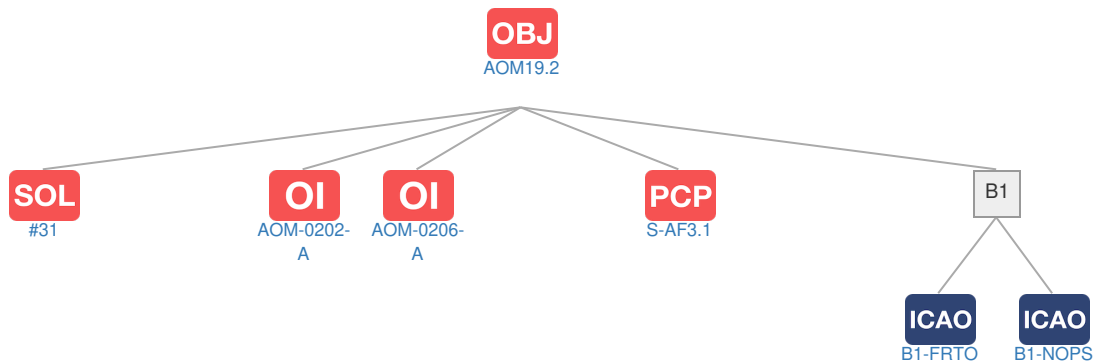 OBJ
AOM19.2
SOL
#31
OI
AOM-0202-
A
OI
AOM-0206-
A
PCP
S-AF3.1
B1
ICAO
B1-FRTO
ICAO
B1-NOPS